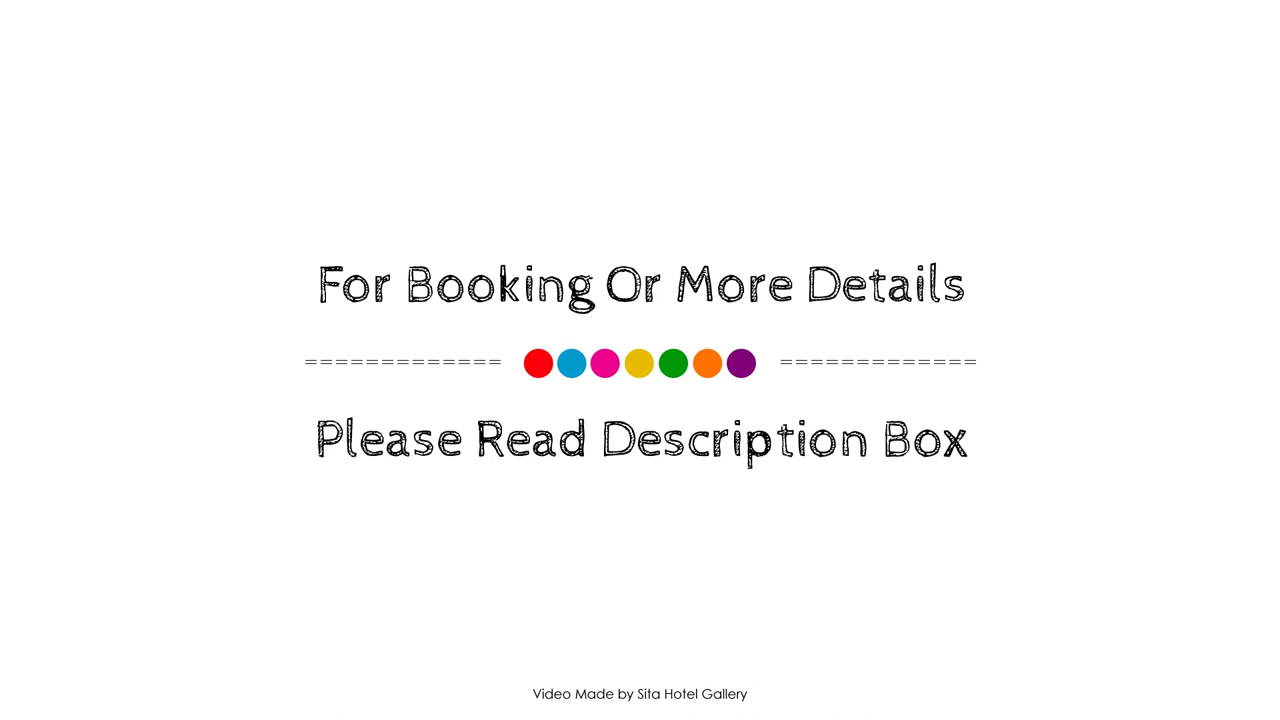 For Booking Or More Details
============= =============
Please Read Description Box
Video Made by Sita Hotel Gallery